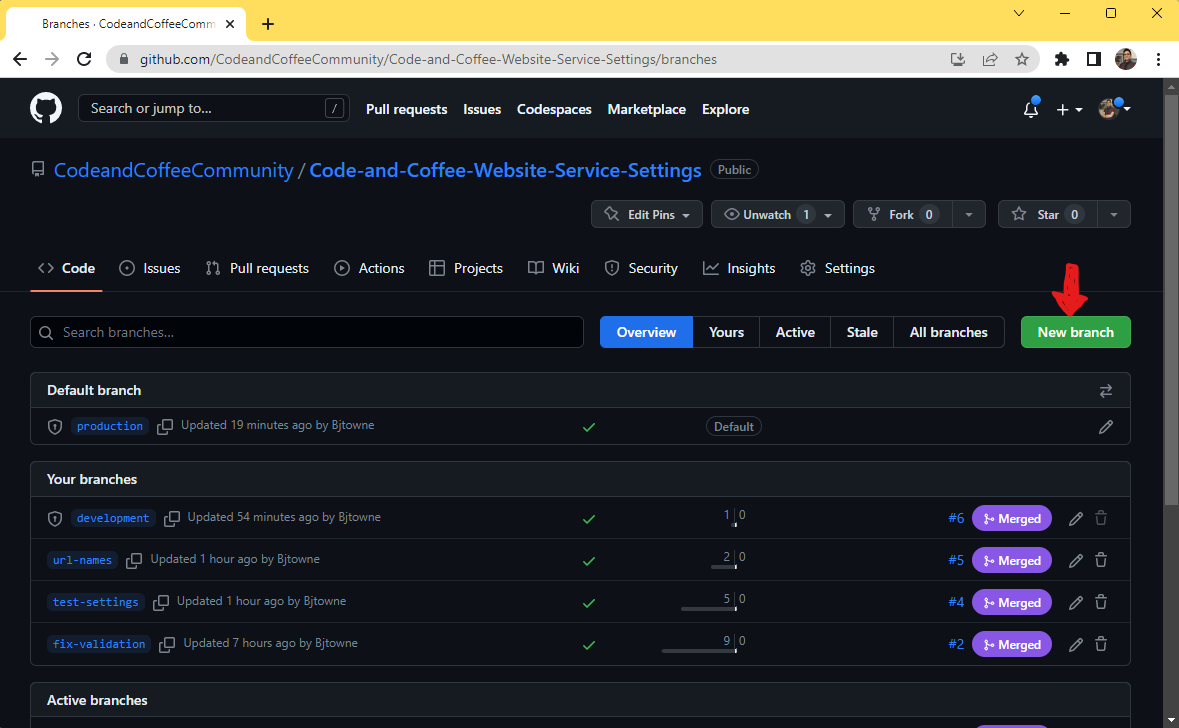 Branches · CodeandCoffeeComm
github.com/CodeandCoffeeCommunity/Code-and-Coffee-Website-Service-Settings/branches
Search or jump to... / Pull requests Issues Codespaces Marketplace Explore
CodeandCoffeeCommunity / Code-and-Coffee-Website-Service-Settings Public
Edit Pins Unwatch 1 Fork 0 Star 0
Code Issues Pull requests Actions Projects Wiki Security Insights Settings
Search branches... Overview Yours Active Stale All branches New branch
Default branch
production Updated 19 minutes ago by Bjtowne Default
Your branches
development Updated 54 minutes ago by Bjtowne 1 0 #6 Merged
url-names Updated 1 hour ago by Bjtowne 2 0 #5 Merged
test-settings Updated 1 hour ago by Bjtowne 5 0 #4 Merged
fix-validation Updated 7 hours ago by Bjtowne 9 0 #2 Merged
Active branches